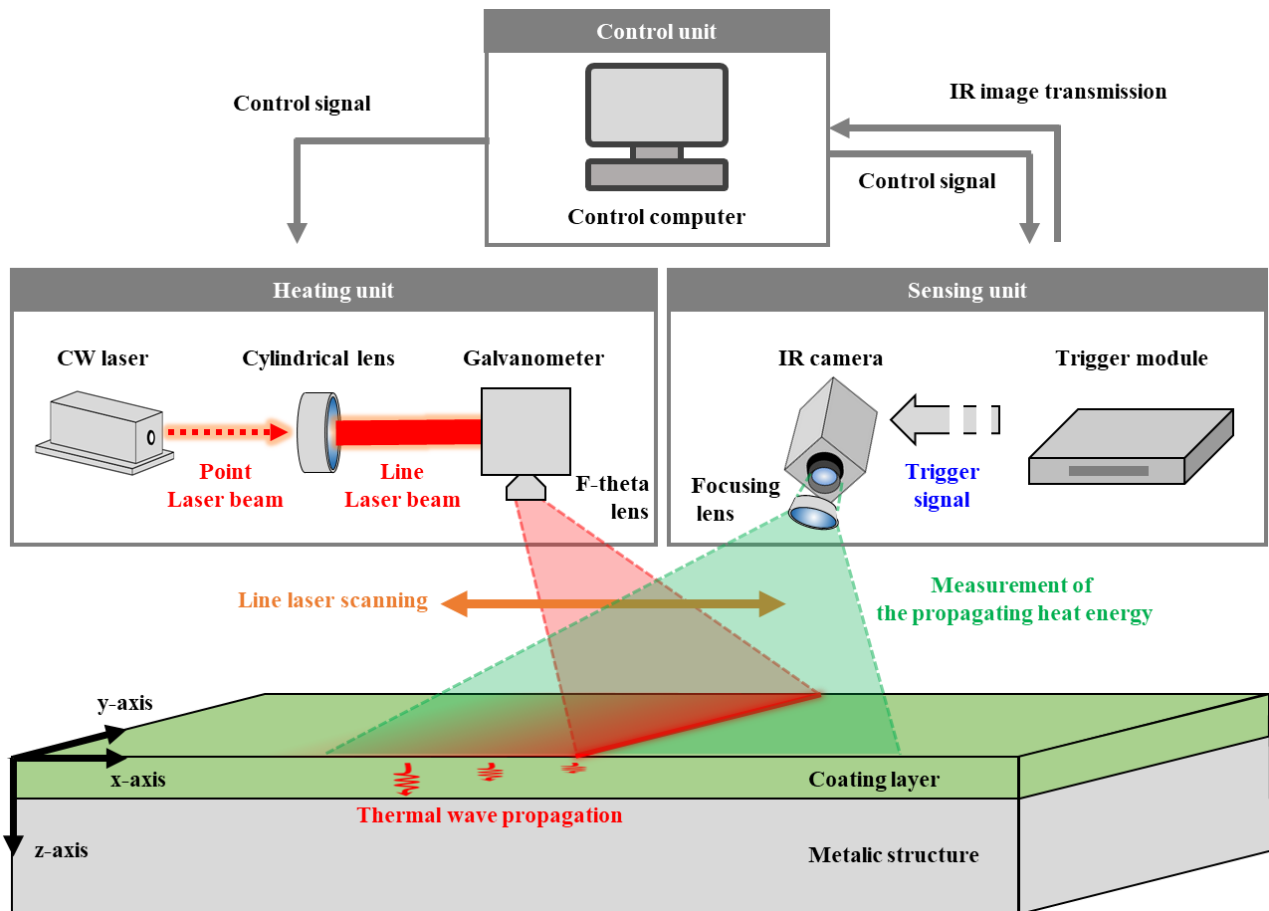 Control unit
Control signal
IR image transmission
Control signal
Control computer
Heating unit
Sensing unit
CW laser
Cylindrical lens
Galvanometer
IR camera
Trigger module
Point
Laser beam
Line
Laser beam
F-theta
lens
Focusing
lens
Trigger
signal
Line laser scanning
Measurement of
the propagating heat energy
y-axis
x-axis
Coating layer
Thermal wave propagation
z-axis
Metalic structure